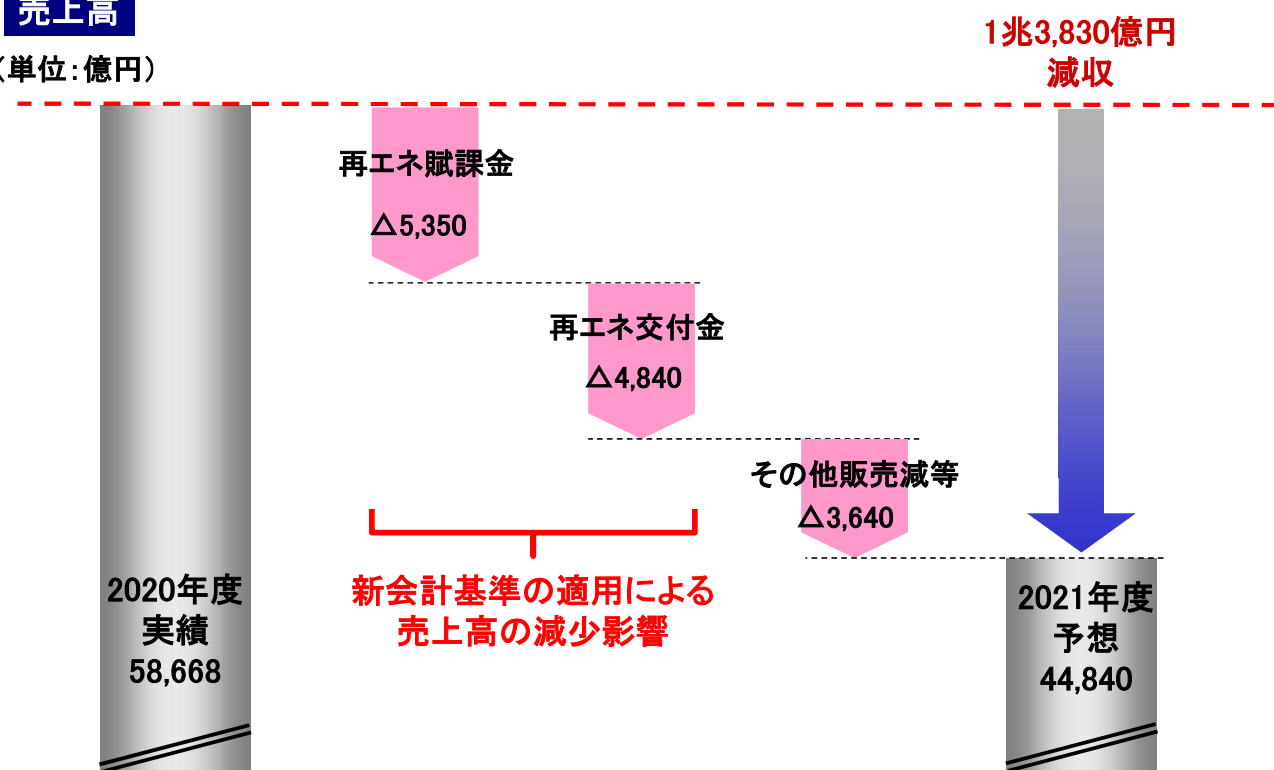 売上高
(単位:億円)
1兆3,830億円
減収
再エネ賦課金
△5,350
再エネ交付金
△4,840
その他販売減等
△3,640
新会計基準の適用による
売上高の減少影響
2020年度
実績
58,668
2021年度
予想
44,840